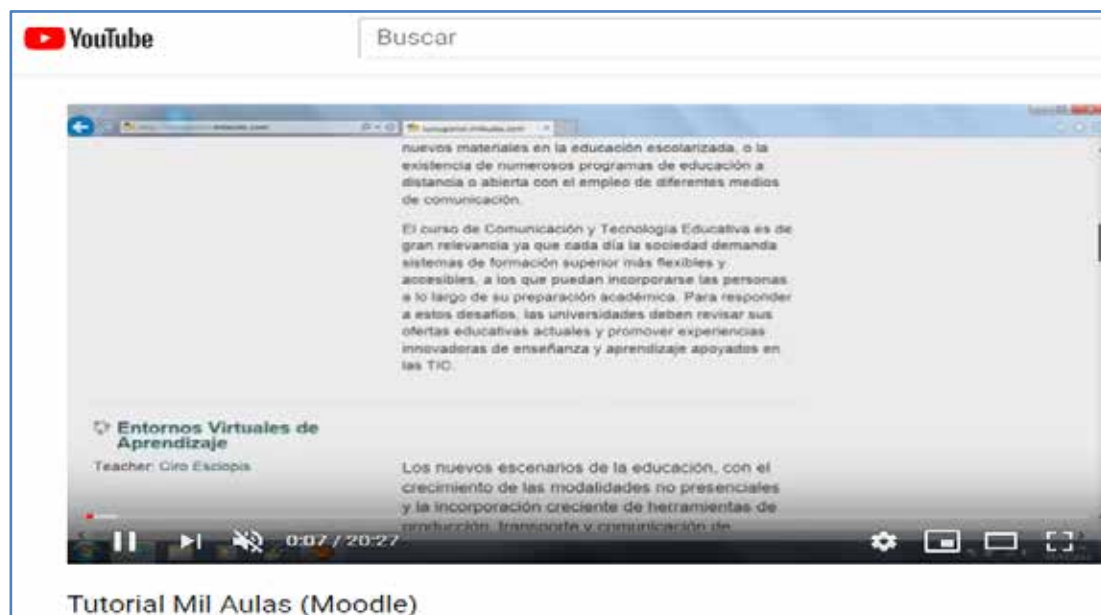 YouTube
Buscar
nuevos materiales en la educación escolarizada, o la
existencia de numerosos programas de educación a
distancia o abierta con el empleo de diferentes medios
de comunicación.
El curso de Comunicación y Tecnología Educativa es de
gran relevancia ya que cada día la sociedad demanda
sistemas de formación superior más flexibles y
accesibles, a los que puedan incorporarse las personas
a lo largo de su preparación académica. Para responder
a estos desafíos, las universidades deben revisar sus
ofertas educativas actuales y promover experiencias
innovadoras de enseñanza y aprendizaje apoyados en
las TIC.
Entornos Virtuales de
Aprendizaje
Teacher: Ciro Esclopis
Los nuevos escenarios de la educación, con el
crecimiento de las modalidades no presenciales
y la incorporación creciente de herramientas de
producción, transporte y comunicación de
0:07 / 20:27
Tutorial Mil Aulas (Moodle)